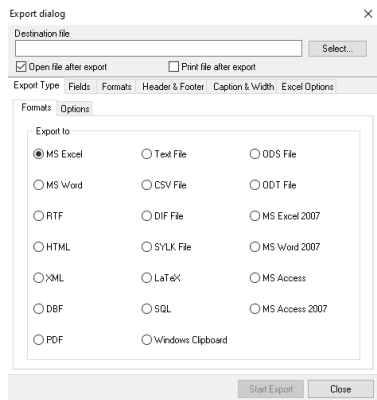 Export dialog
Destination file
Select...
Open file after export Print file after export
Export Type Fields Formats Header & Footer Caption & Width Excel Options
Formats Options
Export to
MS Excel Text File ODS File
MS Word CSV File ODT File
RTF DIF File MS Excel 2007
HTML SYLK File MS Word 2007
XML LaTeX MS Access
DBF SQL MS Access 2007
PDF Windows Clipboard
Start Export Close